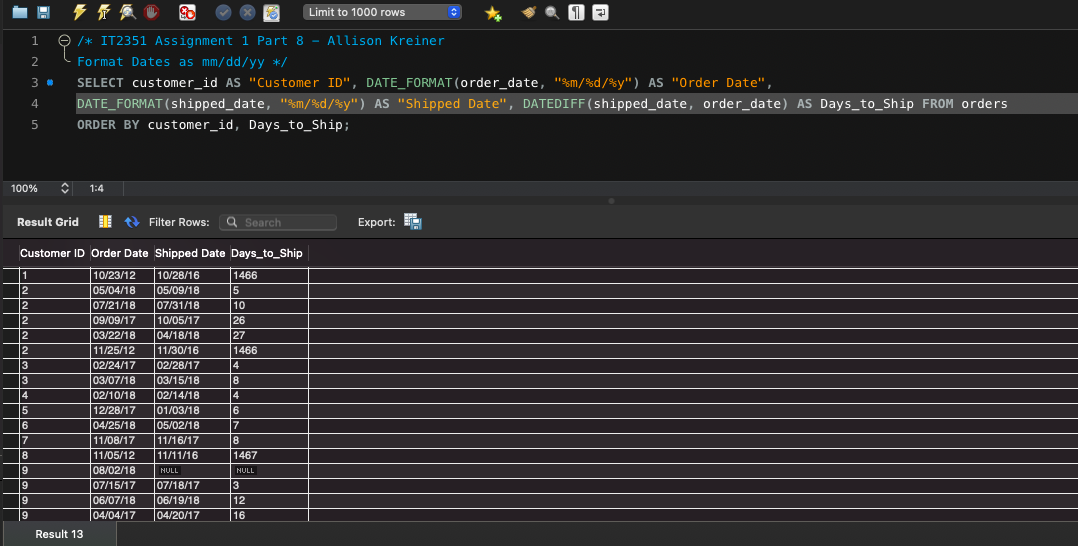 Limit to 1000 rows
1 /* IT2351 Assignment 1 Part 8 - Allison Kreiner
2 Format Dates as mm/dd/yy */
3 SELECT customer_id AS "Customer ID", DATE_FORMAT(order_date, "%m/%d/%y") AS "Order Date",
4 DATE_FORMAT(shipped_date, "%m/%d/%y") AS "Shipped Date", DATEDIFF(shipped_date, order_date) AS Days_to_Ship FROM orders
5 ORDER BY customer_id, Days_to_Ship;
100% 1:4
Result Grid Filter Rows: Search Export:
Customer ID Order Date Shipped Date Days_to_Ship
1 10/23/12 10/28/16 1466
2 05/04/18 05/09/18 5
2 07/21/18 07/31/18 10
2 09/09/17 10/05/17 26
2 03/22/18 04/18/18 27
2 11/25/12 11/30/16 1466
3 02/24/17 02/28/17 4
3 03/07/18 03/15/18 8
4 02/10/18 02/14/18 4
5 12/28/17 01/03/18 6
6 04/25/18 05/02/18 7
7 11/08/17 11/16/17 8
8 11/05/12 11/11/16 1467
9 08/02/18 NULL NULL
9 07/15/17 07/18/17 3
9 06/07/18 06/19/18 12
9 04/04/17 04/20/17 16
Result 13